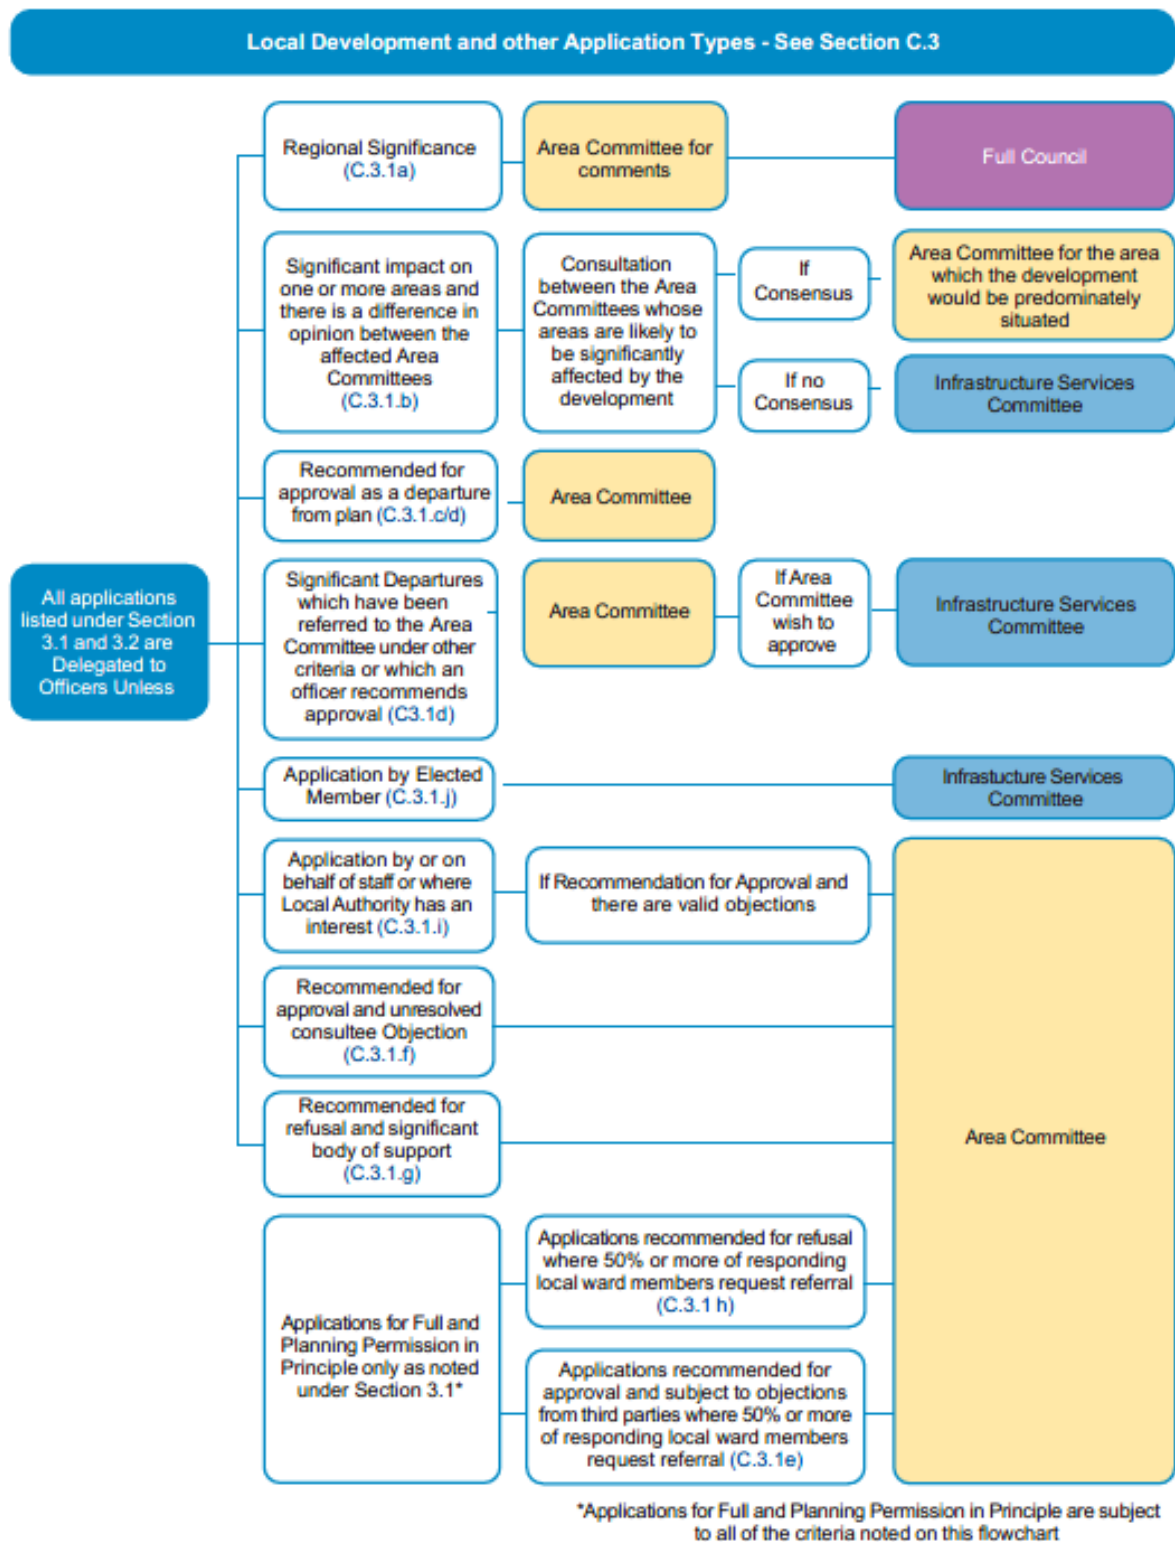 Local Development and other Application Types - See Section C.3
Regional Significance
(C.3.1a)
Area Committee for
comments
Full Council
Significant impact on
one or more areas and
there is a difference in
opinion between the
affected Area
Committees
(C.3.1.b)
Consultation
between the Area
Committees whose
areas are likely to
be significantly
affected by the
development
If
Consensus
Area Committee for the area
which the development
would be predominately
situated
If no
Consensus
Infrastructure Services
Committee
Recommended for
approval as a departure
from plan (C.3.1.c/d)
Area Committee
All applications
listed under Section
3.1 and 3.2 are
Delegated to
Officers Unless
Significant Departures
which have been
referred to the Area
Committee under other
criteria or which an
officer recommends
approval (C3.1d)
Area Committee
If Area
Committee
wish to
approve
Infrastructure Services
Committee
Application by Elected
Member (C.3.1.j)
Infrastucture Services
Committee
Application by or on
behalf of staff or where
Local Authority has an
interest (C.3.1.i)
If Recommendation for Approval and
there are valid objections
Recommended for
approval and unresolved
consultee Objection
(C.3.1.f)
Recommended for
refusal and significant
body of support
(C.3.1.g)
Area Committee
Applications for Full and
Planning Permission in
Principle only as noted
under Section 3.1*
Applications recommended for refusal
where 50% or more of responding
local ward members request referral
(C.3.1 h)
Applications recommended for
approval and subject to objections
from third parties where 50% or more
of responding local ward members
request referral (C.3.1e)
*Applications for Full and Planning Permission in Principle are subject
to all of the criteria noted on this flowchart